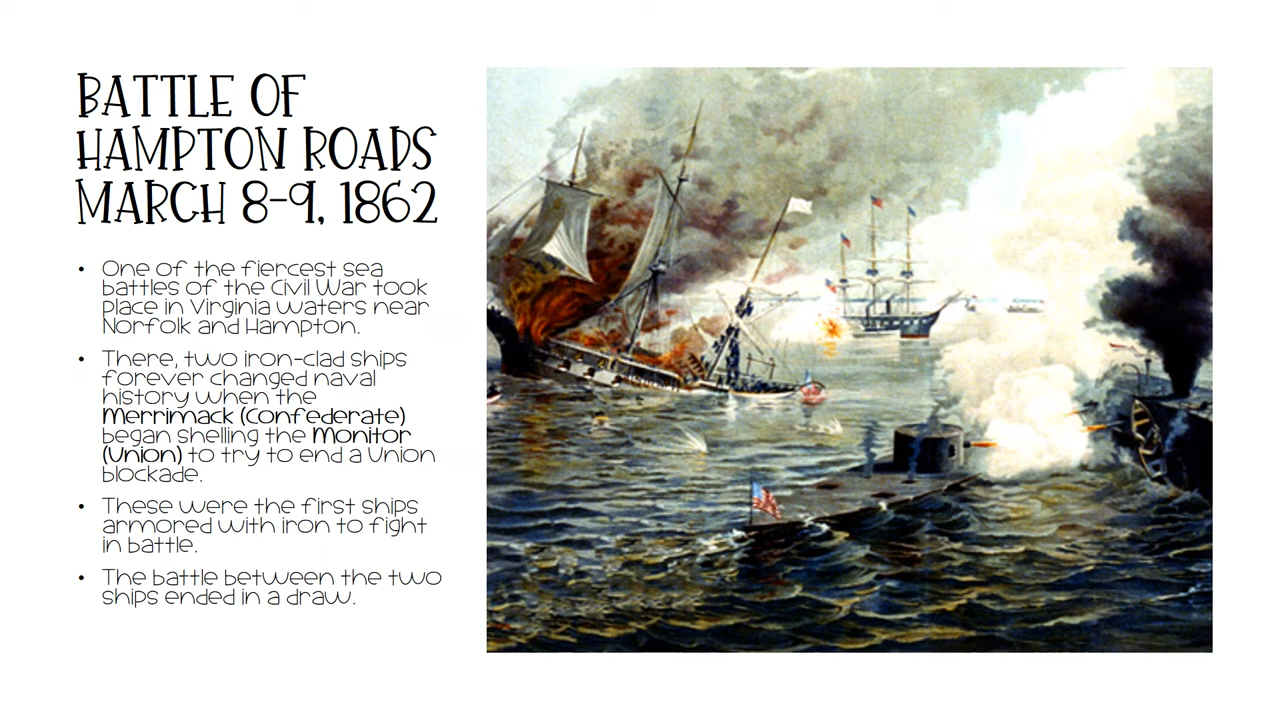 BATTLE OF
HAMPTON ROADS
MARCH 8-9, 1862
• One of the fiercest sea
battles of the Civil War took
place in Virginia waters near
Norfolk and Hampton.
• There, two iron-clad ships
forever changed naval
history when the
Merrimack (Confederate)
began shelling the Monitor
(Union) to try to end a Union
blockade.
• These were the first ships
armored with iron to fight
in battle.
• The battle between the two
ships ended in a draw.